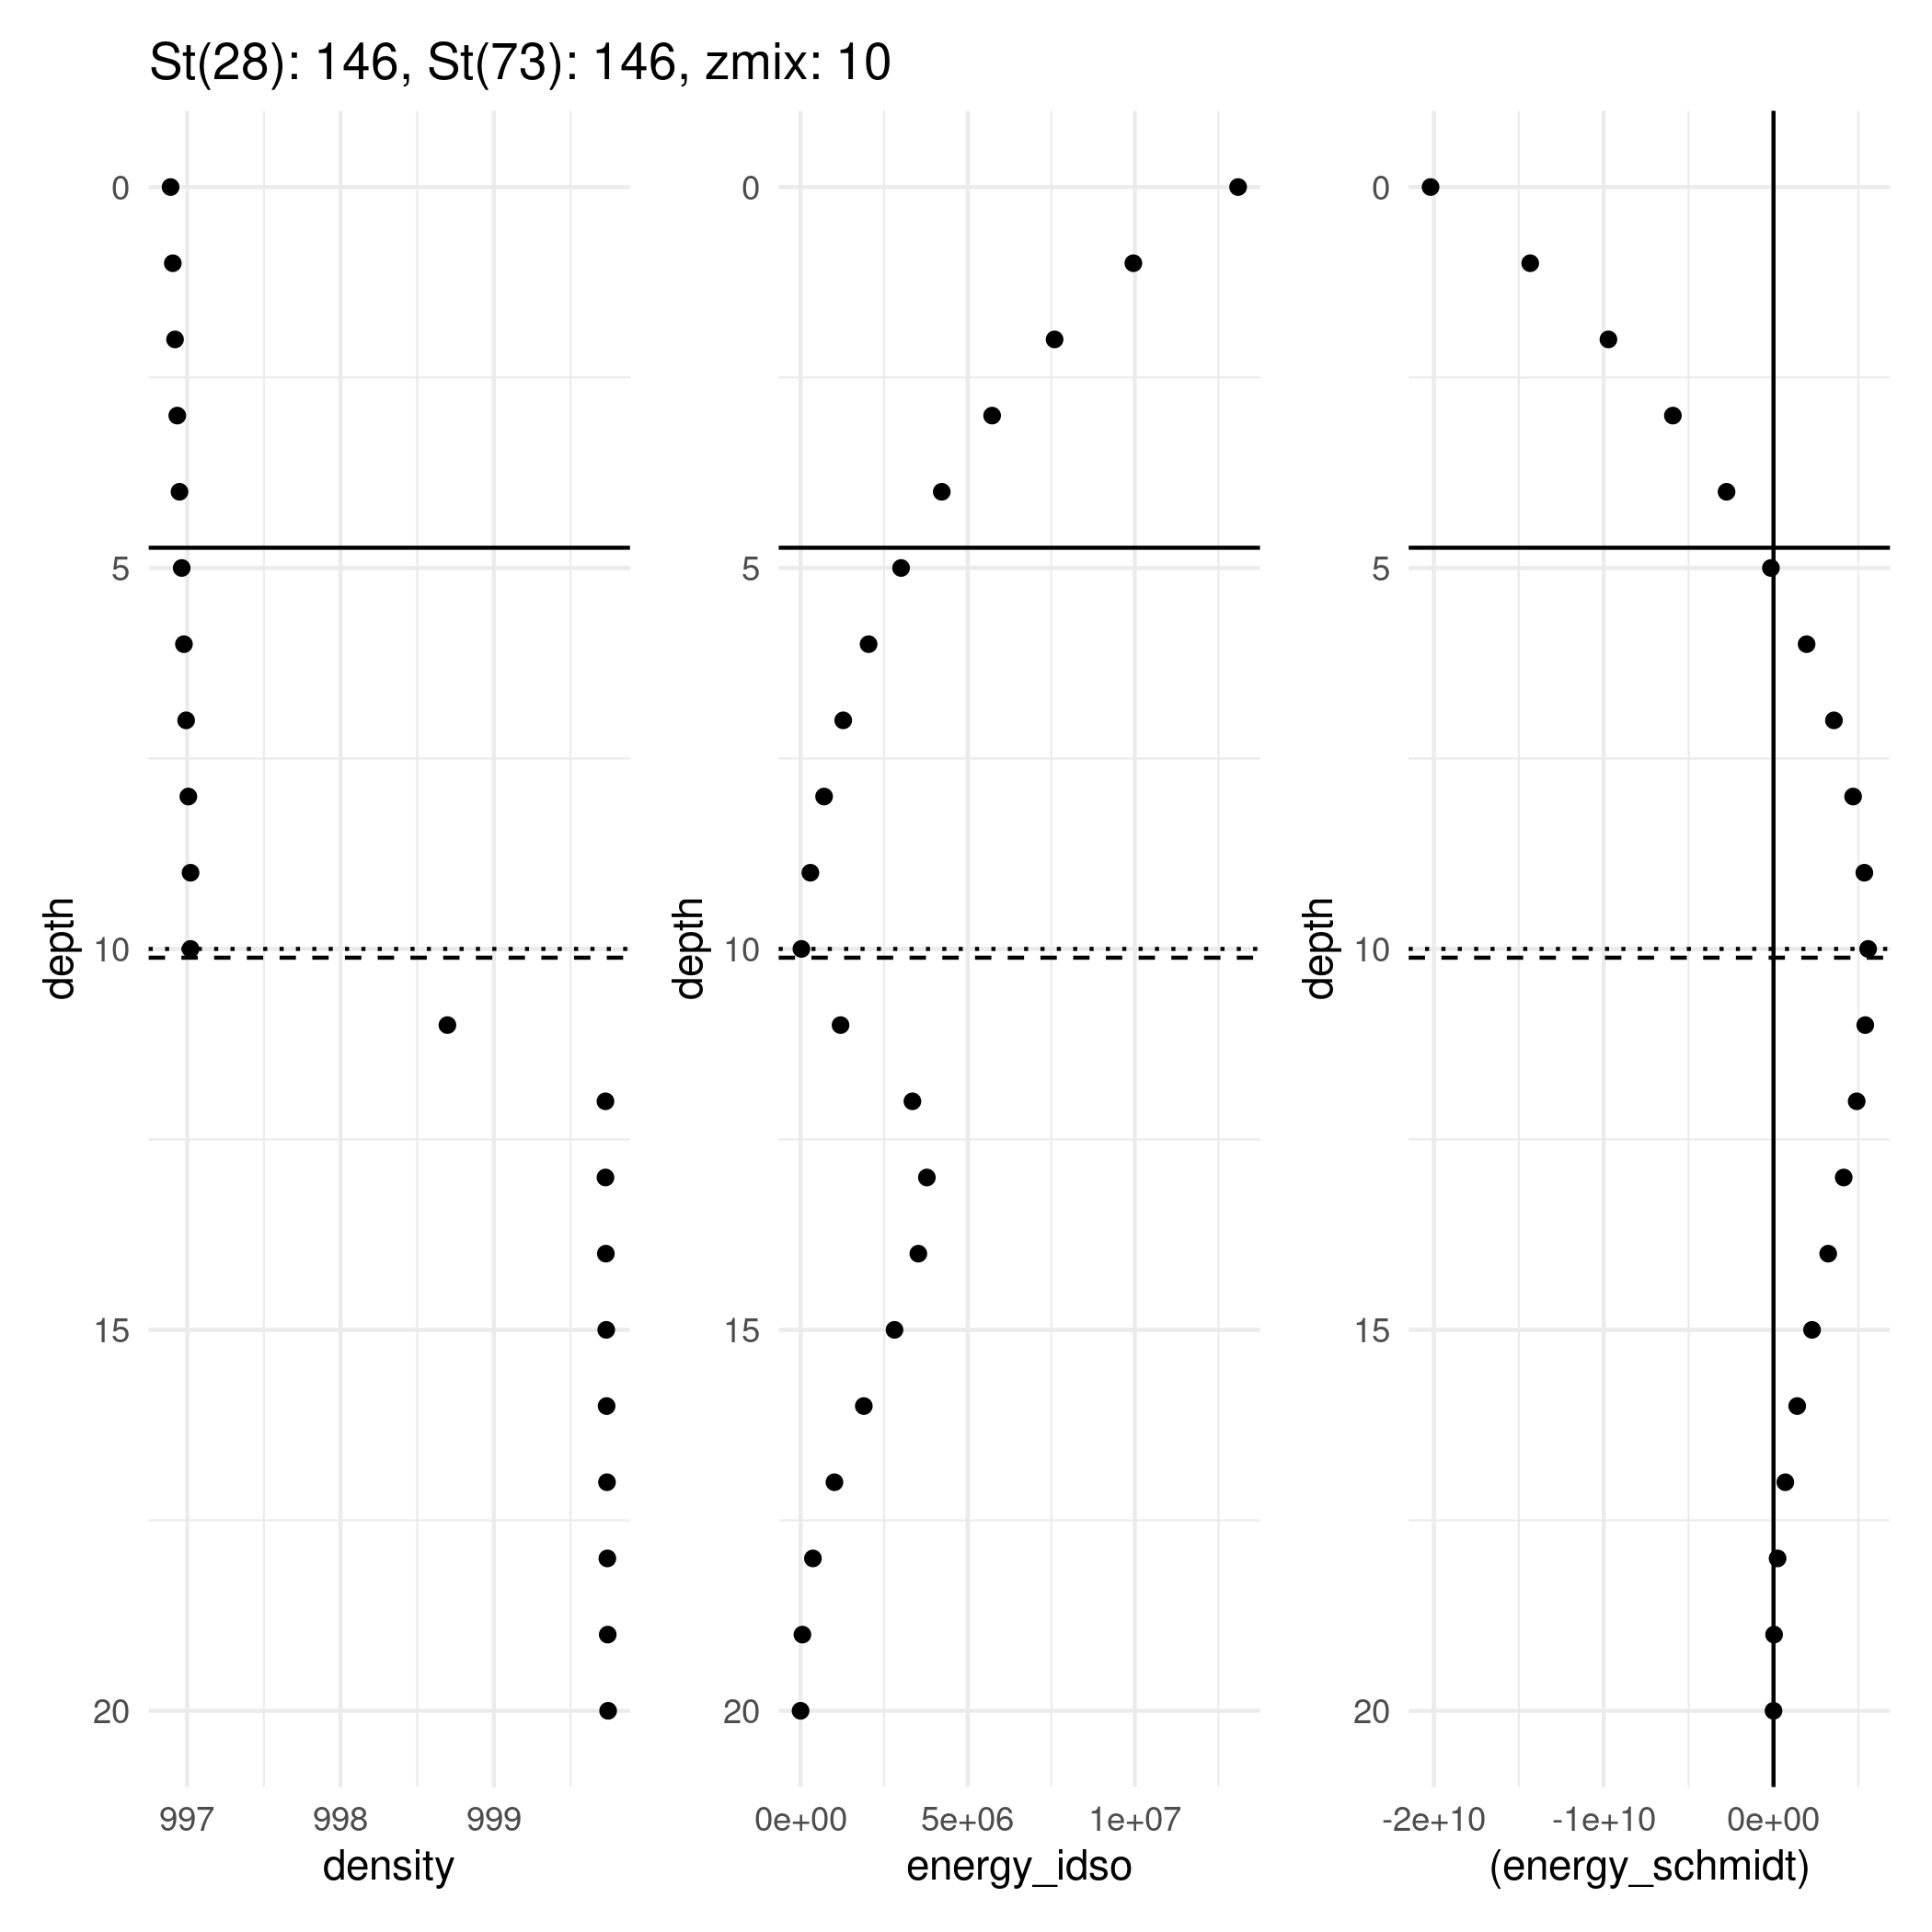 St(28): 146, St(73): 146, zmix: 10
depth
0
5
10
15
20
997 998 999
density
depth
0
5
10
15
20
0e+00 5e+06 1e+07
energy_idso
depth
0
5
10
15
20
-2e+10 -1e+10 0e+00
(energy_schmidt)